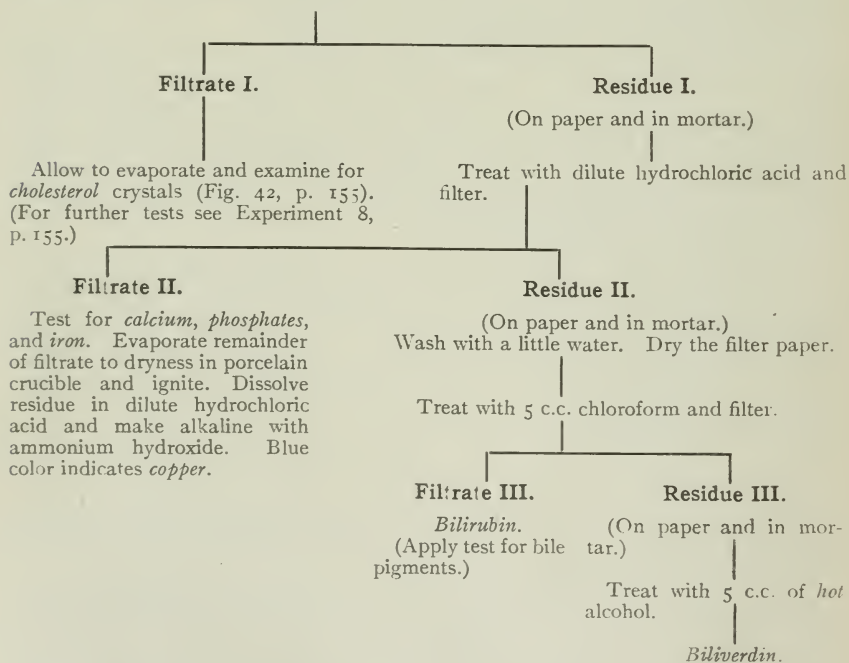 Filtrate I.
Residue I.
(On paper and in mortar.)
Allow to evaporate and examine for
cholesterol crystals (Fig. 42, p. 155).
(For further tests see Experiment 8,
p. 155.)
Treat with dilute hydrochloric acid and
filter.
Filtrate II.
Test for calcium, phosphates,
and iron. Evaporate remainder
of filtrate to dryness in porcelain
crucible and ignite. Dissolve
residue in dilute hydrochloric
acid and make alkaline with
ammonium hydroxide. Blue
color indicates copper.
Residue II.
(On paper and in mortar.)
Wash with a little water. Dry the filter paper.
Treat with 5 c.c. chloroform and filter.
Filtrate III.
Bilirubin.
(Apply test for bile
pigments.)
Residue III.
(On paper and in mor-
tar.)
Treat with 5 c.c. of hot
alcohol.
Biliverdin.